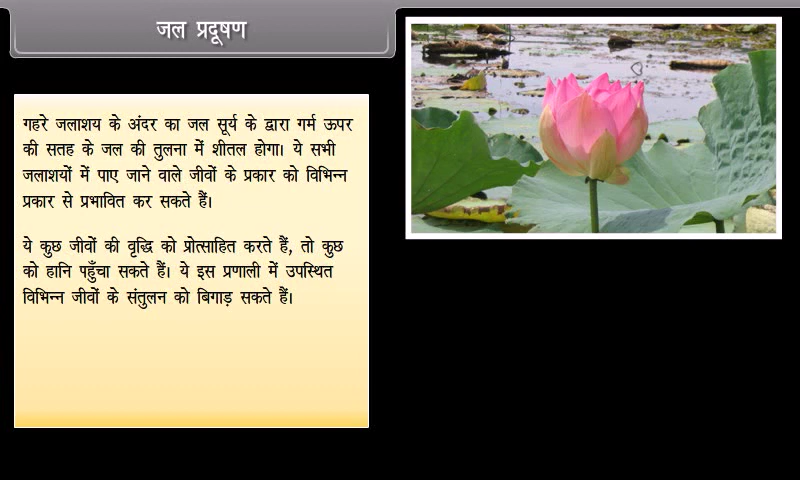 जल प्रदूषण
गहरे जलाशय के अंदर का जल सूर्य के द्वारा गर्म ऊपर
की सतह के जल की तुलना में शीतल होगा। ये सभी
जलाशयों में पाए जाने वाले जीवों के प्रकार को विभिन्न
प्रकार से प्रभावित कर सकते हैं।
ये कुछ जीवों की वृद्धि को प्रोत्साहित करते हैं, तो कुछ
को हानि पहुँचा सकते हैं। ये इस प्रणाली में उपस्थित
विभिन्न जीवों के संतुलन को बिगाड़ सकते हैं।